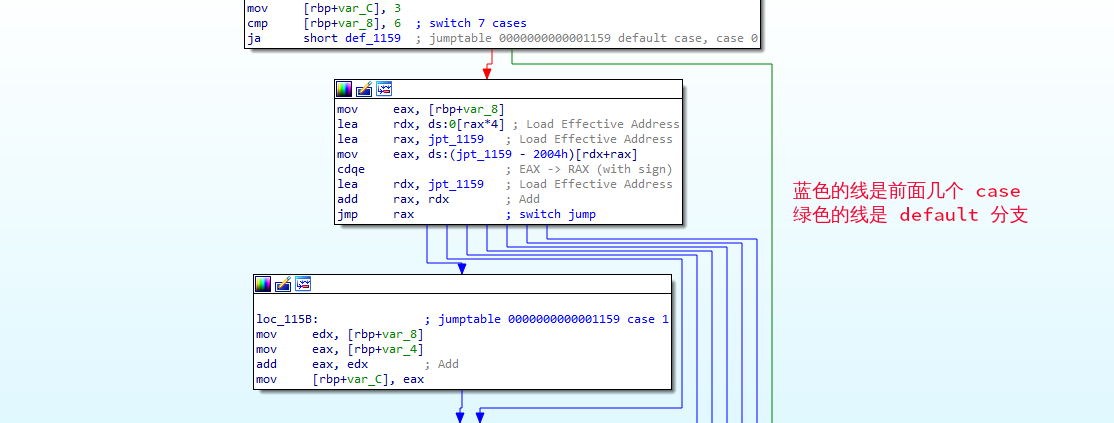 mov     [rbp+var_C], 3
cmp     [rbp+var_8], 6  ; switch 7 cases
ja      short def_1159  ; jumptable 0000000000001159 default case, case 0
mov     eax, [rbp+var_8]
lea     rdx, ds:0[rax*4] ; Load Effective Address
lea     rax, jpt_1159   ; Load Effective Address
mov     eax, ds:(jpt_1159 - 2004h)[rdx+rax]
cdqe                    ; EAX -> RAX (with sign)
lea     rdx, jpt_1159   ; Load Effective Address
add     rax, rdx        ; Add
jmp     rax             ; switch jump
蓝色的线是前面几个 case
绿色的线是 default 分支
loc_115B:               ; jumptable 0000000000001159 case 1
mov     edx, [rbp+var_8]
mov     eax, [rbp+var_4]
add     eax, edx        ; Add
mov     [rbp+var_C], eax